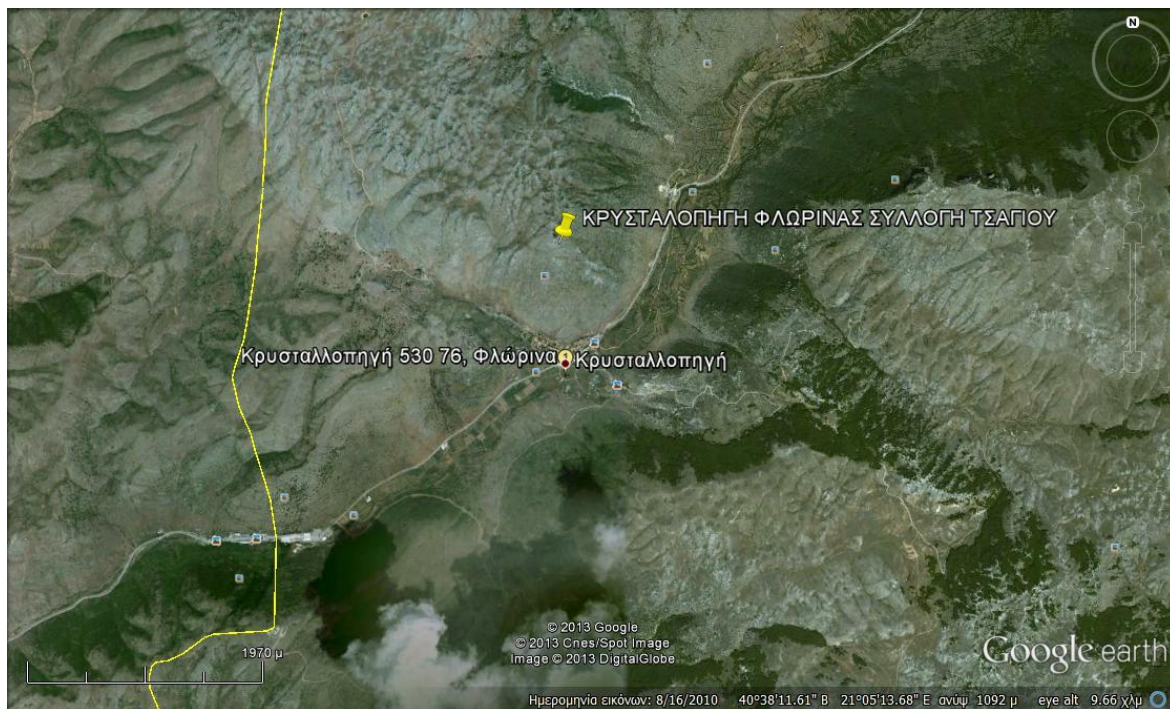 N
ΚΡΥΣΤΑΛΟΠΗΓΗ ΦΛΩΡΙΝΑΣ ΣΥΛΛΟΓΗ ΤΣΑΓΙΟΥ
Κρυσταλλοπηγή 530 76, Φλώρινα
Κρυσταλλοπηγή
1970 μ
© 2013 Google
© 2013 Cnes/Spot Image
Image © 2013 DigitalGlobe
Google earth
Ημερομηνία εικόνων: 8/16/2010 40°38'11.61" Β 21°05'13.68" Ε ανύψ 1092 μ eye alt 9.66 χλμ